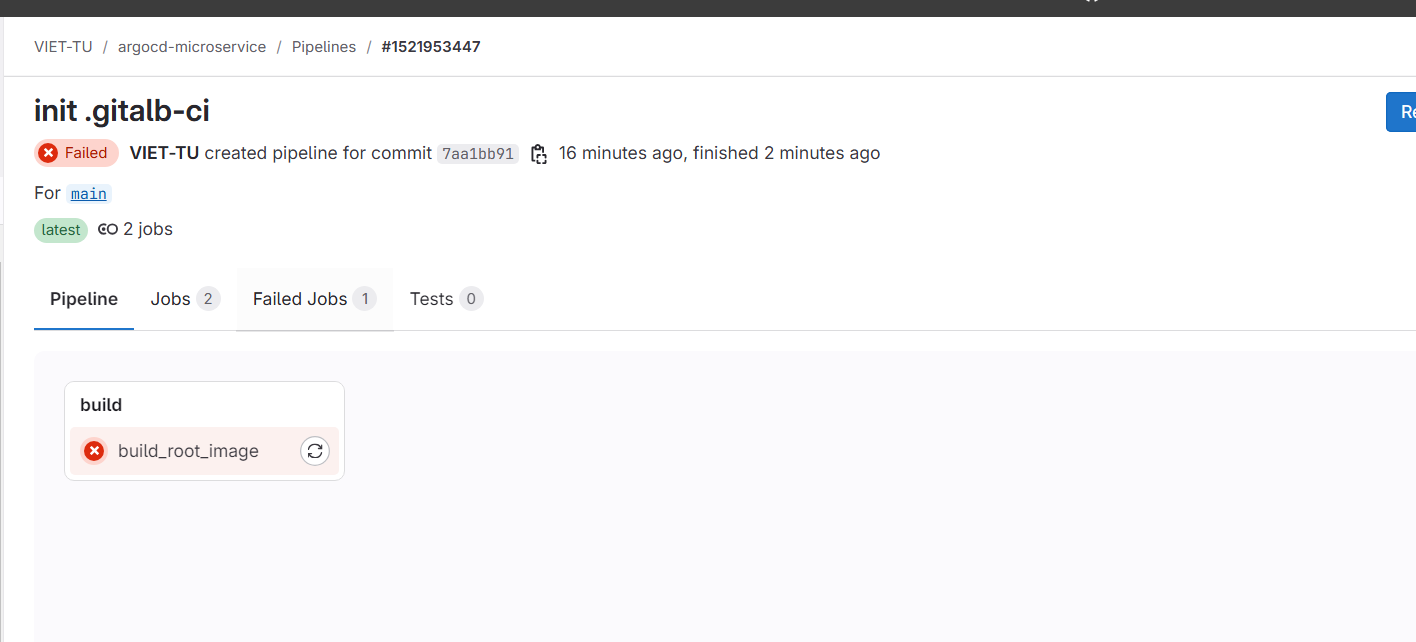 VIET-TU / argocd-microservice / Pipelines / #1521953447
init .gitalb-ci
Failed VIET-TU created pipeline for commit 7aa1bb91 16 minutes ago, finished 2 minutes ago
For main
latest 2 jobs
Pipeline Jobs 2 Failed Jobs 1 Tests 0
build
build_root_image